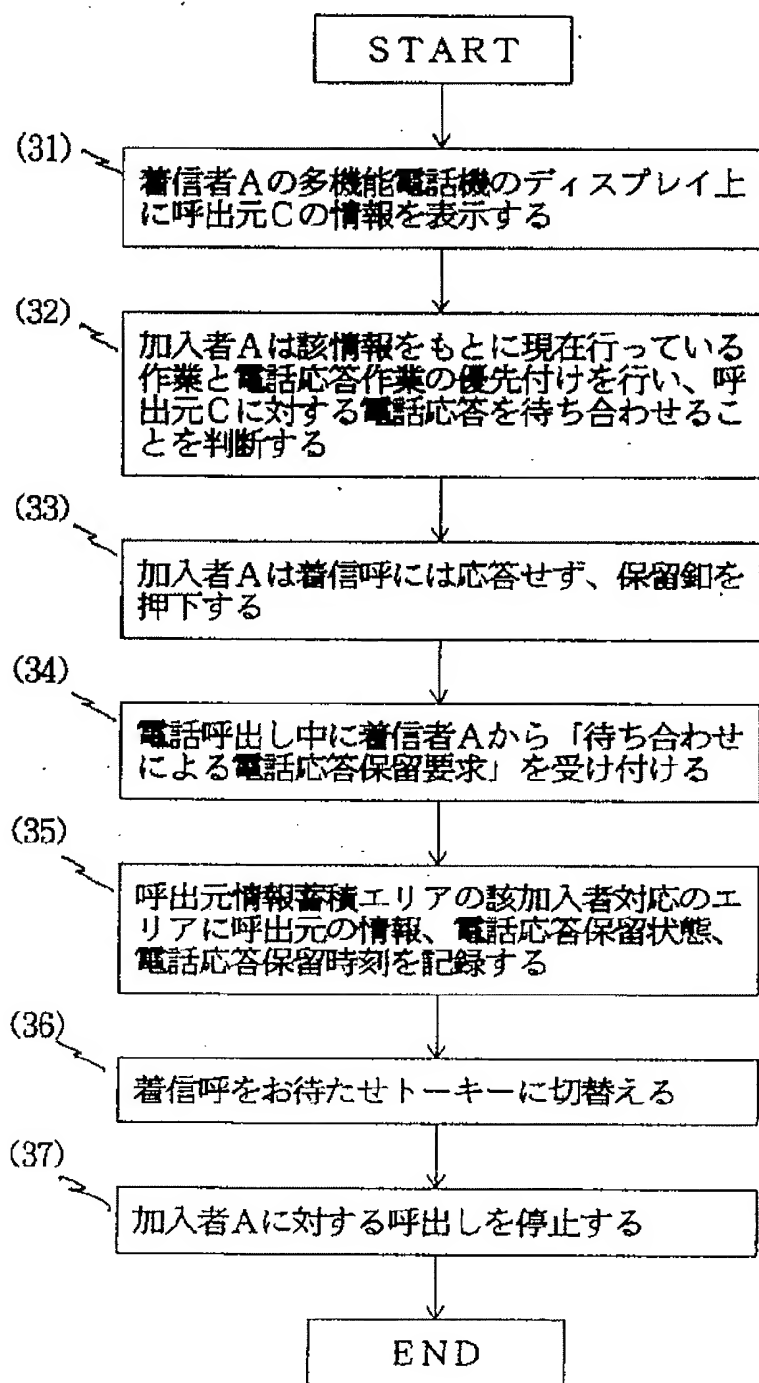 START
(31)
着信者Aの多機能電話機のディスプレイ上
に呼出元Cの情報を表示する
(32)
加入者Aは該情報をもとに現在行っている
作業と電話応答作業の優先付けを行い、呼
出元Cに対する電話応答を待ち合わせるこ
とを判断する
(33)
加入者Aは着信呼には応答せず、保留釦を
押下する
(34)
電話呼出し中に着信者Aから「待ち合わせ
による電話応答保留要求」を受け付ける
(35)
呼出元情報蓄積エリアの該加入者対応のエ
リアに呼出元の情報、電話応答保留状態、
電話応答保留時刻を記録する
(36)
着信呼をお待たせトーキーに切替える
(37)
加入者Aに対する呼出しを停止する
END